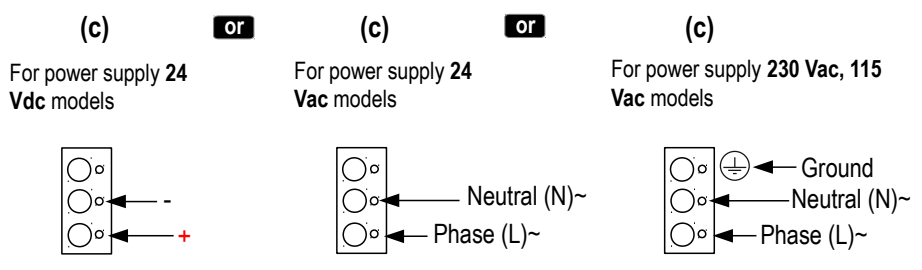 (c) or (c) or (c)
For power supply 24
Vdc models
For power supply 24
Vac models
For power supply 230 Vac, 115
Vac models
-
+
Neutral (N)~
Phase (L)~
Ground
Neutral (N)~
Phase (L)~